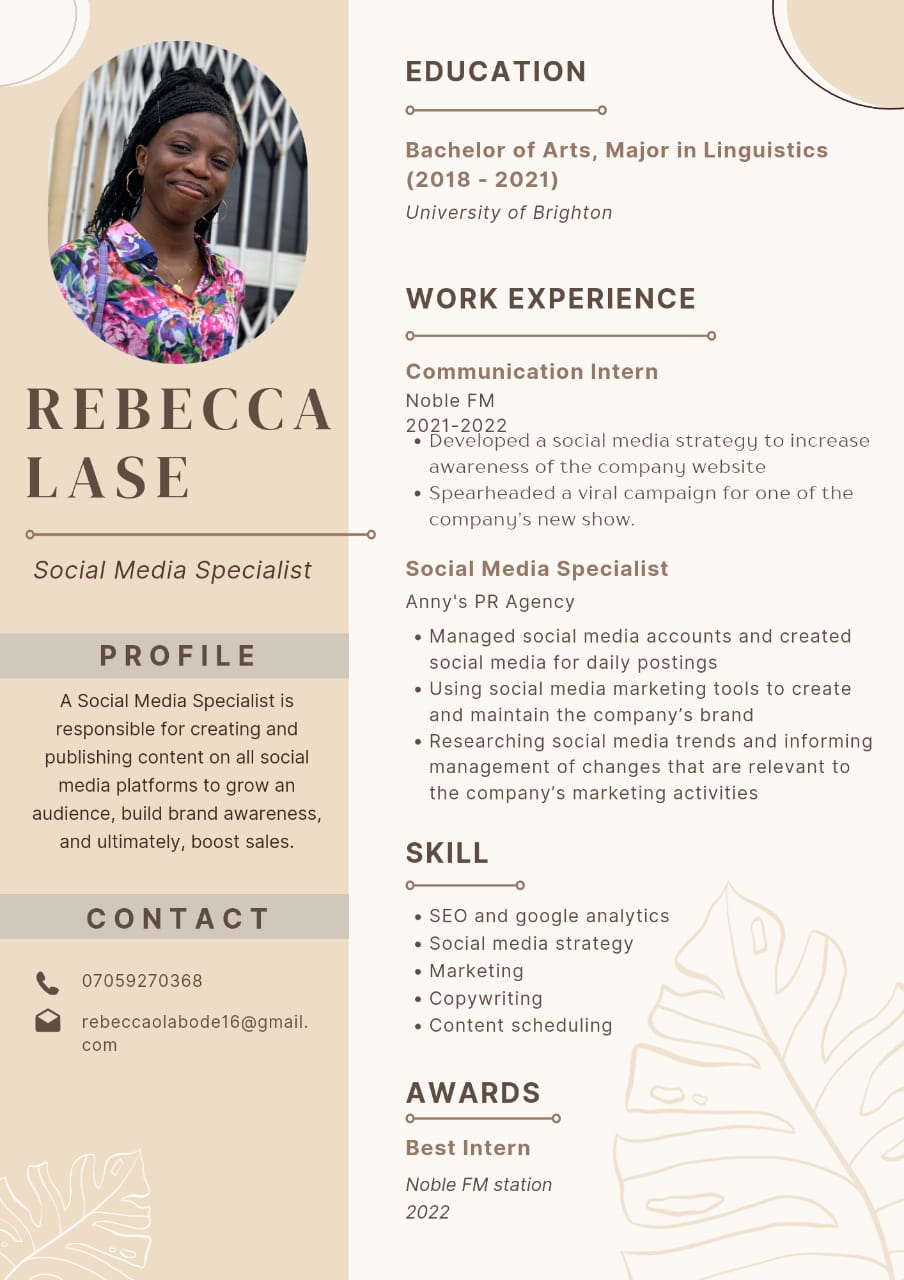 REBECCA
LASE
Social Media Specialist
PROFILE
A Social Media Specialist is
responsible for creating and
publishing content on all social
media platforms to grow an
audience, build brand awareness,
and ultimately, boost sales.
CONTACT
07059270368
rebeccaolabode16@gmail.
com
EDUCATION
Bachelor of Arts, Major in Linguistics
(2018 - 2021)
University of Brighton
WORK EXPERIENCE
Communication Intern
Noble FM
2021-2022
• Developed a social media strategy to increase
awareness of the company website
• Spearheaded a viral campaign for one of the
company's new show.
Social Media Specialist
Anny's PR Agency
• Managed social media accounts and created
social media for daily postings
• Using social media marketing tools to create
and maintain the company's brand
• Researching social media trends and informing
management of changes that are relevant to
the company's marketing activities
SKILL
• SEO and google analytics
• Social media strategy
• Marketing
• Copywriting
• Content scheduling
AWARDS
Best Intern
Noble FM station
2022